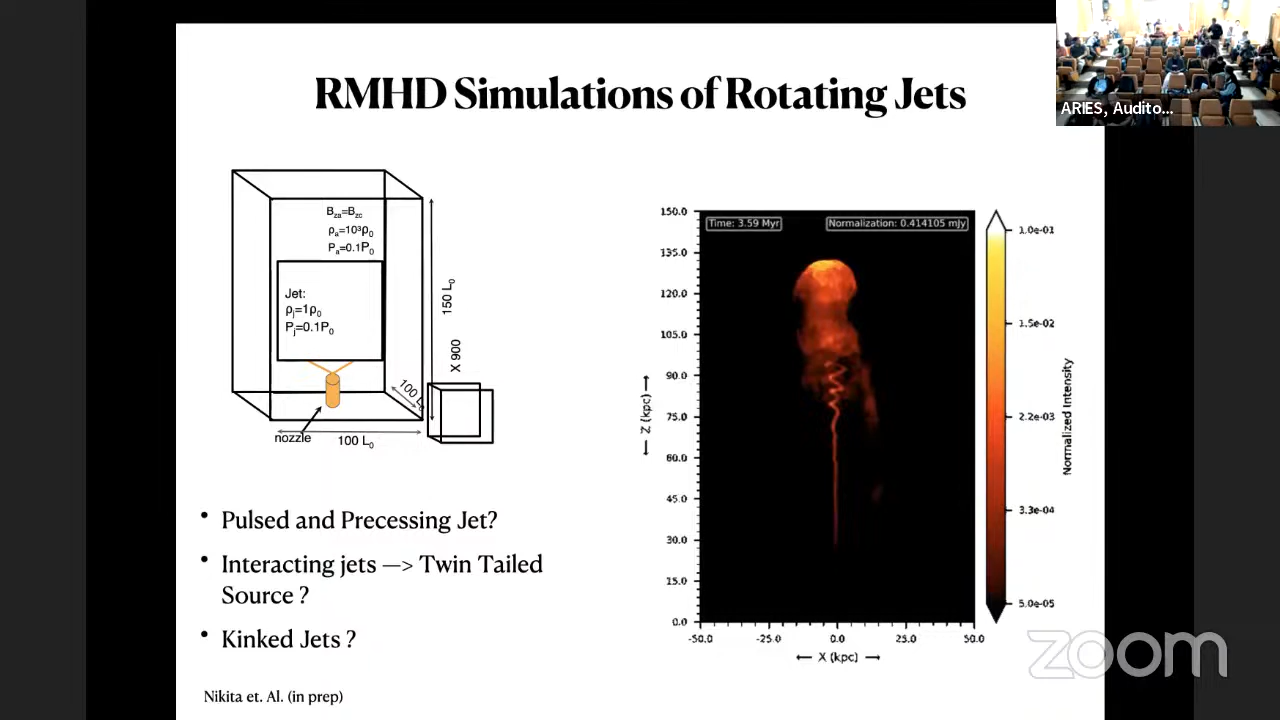 RMHD Simulations of Rotating Jets
ARIES, Audito...
Bza=Bzc
ρa=10³ρ0
Pa=0.1P0
Jet:
ρj=1ρ0
Pj=0.1P0
150 L0
X 900
100 L0
nozzle
100 L0
• Pulsed and Precessing Jet?
• Interacting jets —> Twin Tailed
Source ?
• Kinked Jets ?
Nikita et. Al. (in prep)
Time: 3.59 Myr
Normalization: 0.414105 mJy
150.0
135.0
120.0
105.0
90.0
75.0
60.0
45.0
30.0
15.0
0.0
← Z (kpc) →
-50.0
-25.0
0.0
25.0
50.0
← X (kpc) →
1.0e-01
1.5e-02
2.2e-03
3.3e-04
5.0e-05
Normalized Intensity
zoom